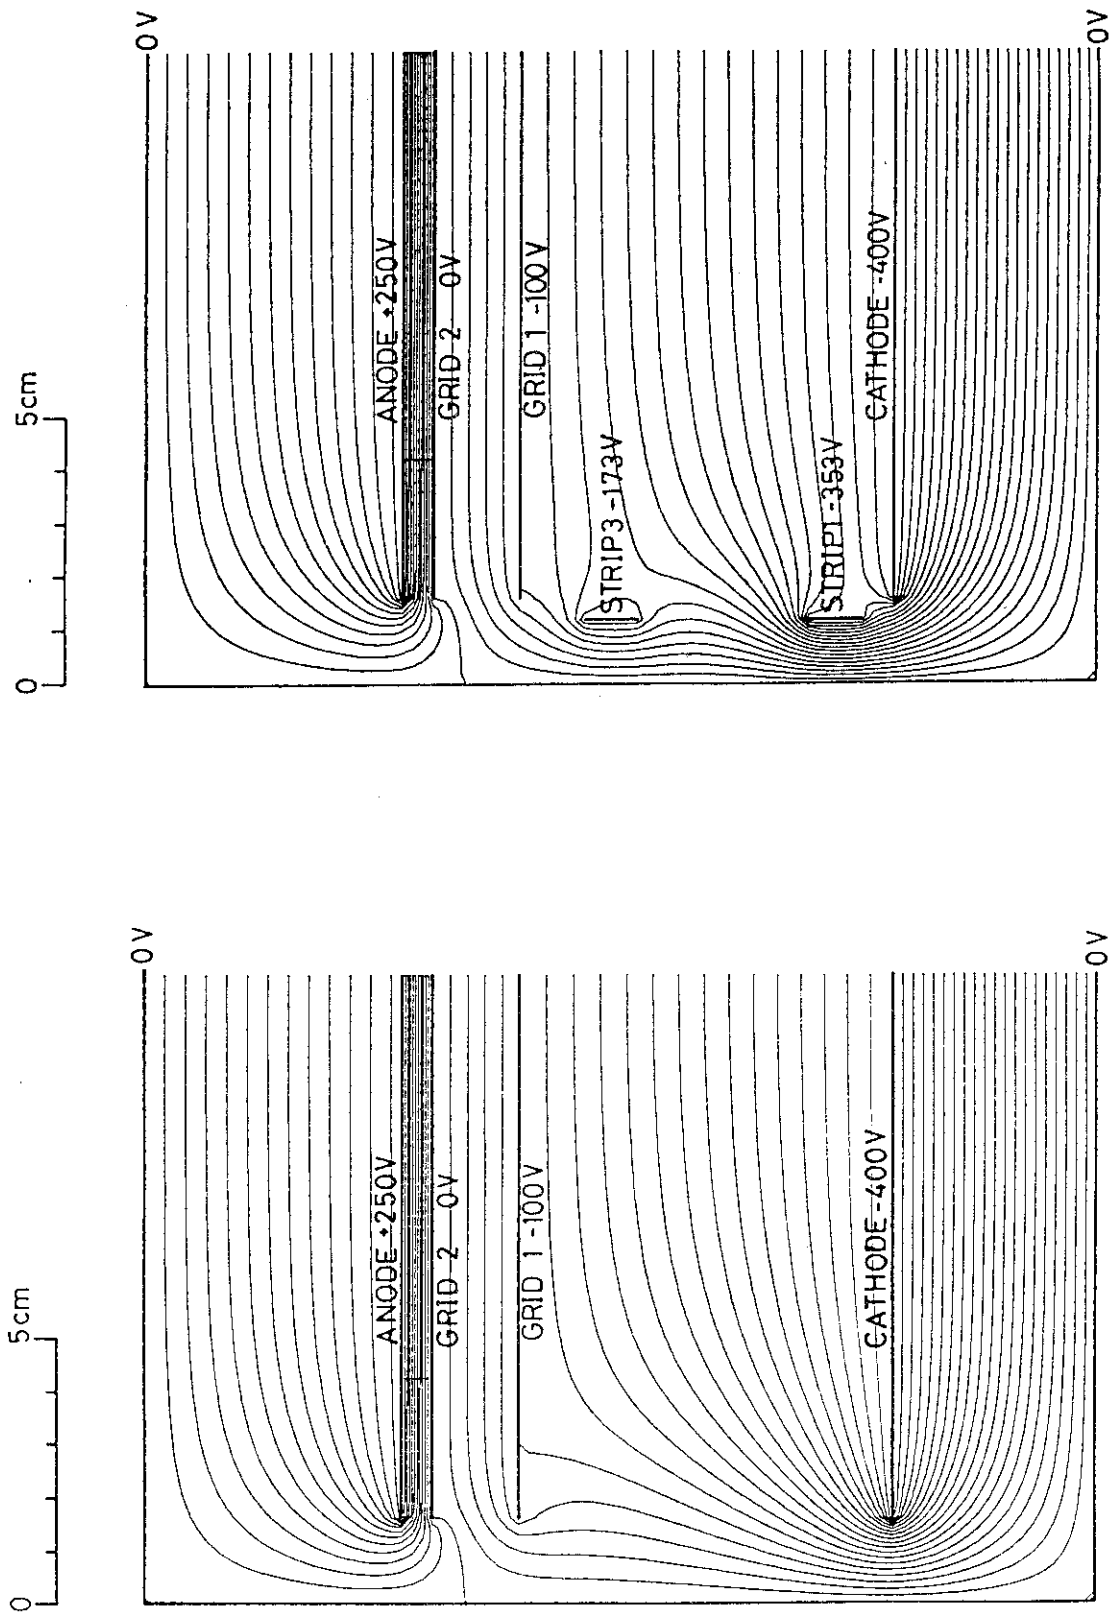 0 5cm
0V
ANODE +250V
GRID 2 0V
GRID 1 -100V
STRIP3 -173V
STRIP1 -353V
CATHODE -400V
0V
0 5cm
0V
ANODE +250V
GRID 2 0V
GRID 1 -100V
CATHODE -400V
0V